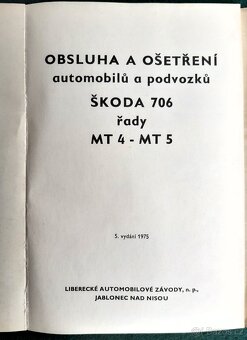 OBSLUHA A OŠETŘENÍ
automobilů a podvozků
ŠKODA 706
řady
MT 4 - MT 5
5. vydání 1975
LIBERECKÉ AUTOMOBILOVÉ ZÁVODY, n. p.,
JABLONEC NAD NISOU